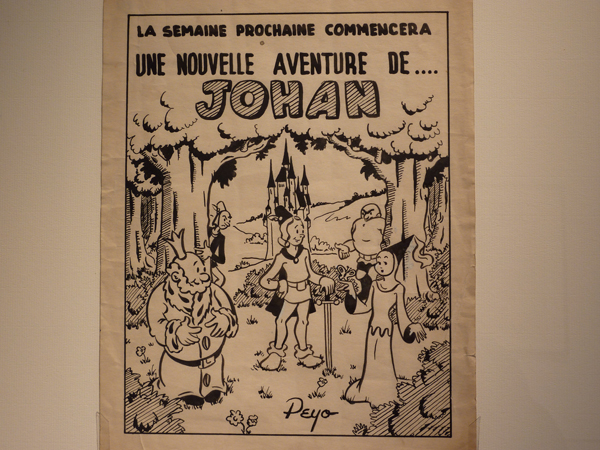 LA SEMAINE PROCHAINE COMMENCERA
UNE NOUVELLE AVENTURE DE....
JOHAN
Peyo